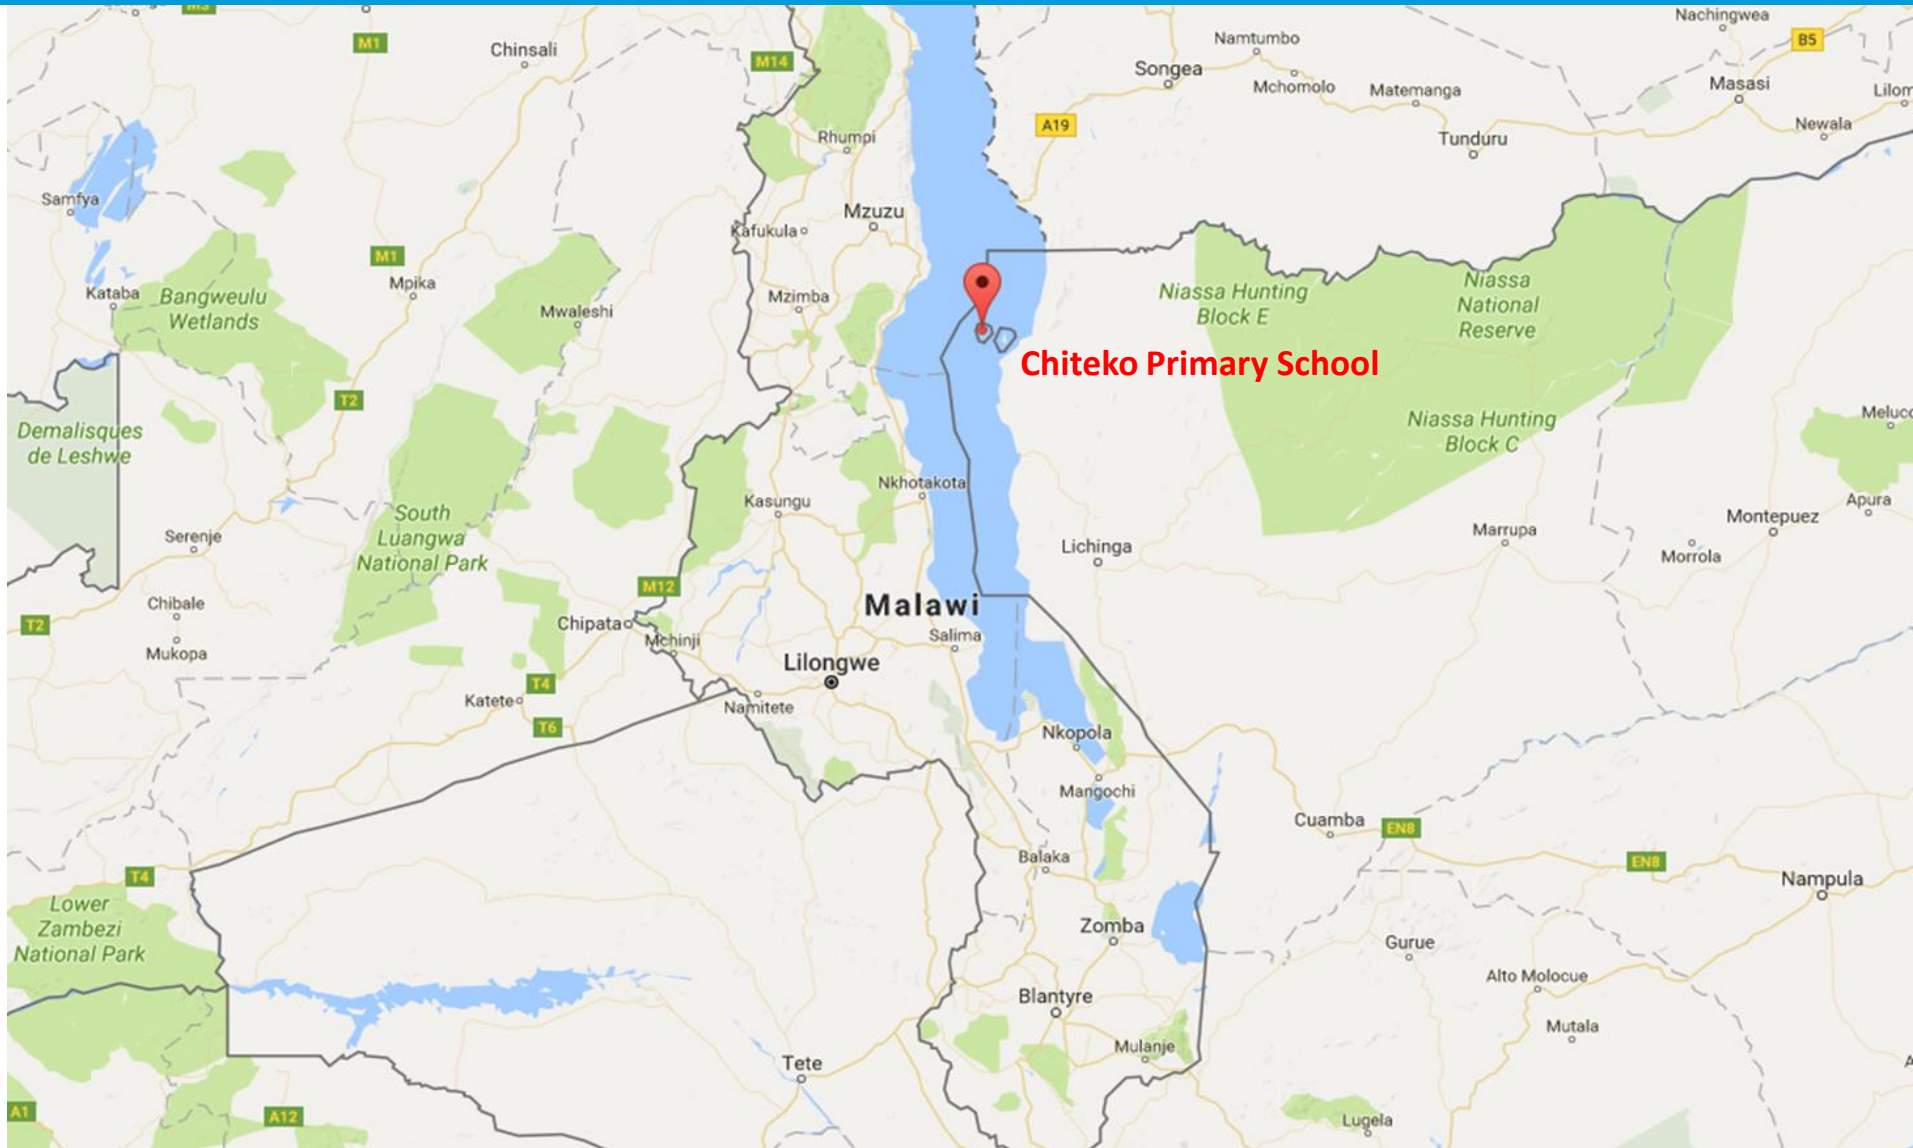 M3
Nachingwea
M1
Chinsali
Namtumbo
B5
M14
Songea
Mchomolo
Matemanga
Masasi
A19
Rhumpi
Tunduru
Newala
Samfya
Mzuzu
Kafukula
M1
Mpika
Kataba
Bangweulu
Wetlands
Mwaleshi
Mzimba
Niassa Hunting
Block E
Niassa
National
Reserve
Chiteko Primary School
T2
Demalisques
de Leshwe
Niassa Hunting
Block C
Nkhotakota
Kasungu
South
Luangwa
National Park
Apura
Montepuez
Serenje
Lichinga
Marrupa
Morrola
M12
Chibale
Malawi
T2
Chipata
Mchinji
Salima
Mukopa
Lilongwe
T4
Katete
Namitete
T6
Nkopola
Mangochi
Cuamba
EN8
Balaka
EN8
T4
Nampula
Lower
Zambezi
National Park
Zomba
Gurue
Alto Molocue
Blantyre
Mutala
Mulanje
Tete
A1
A12
Lugela